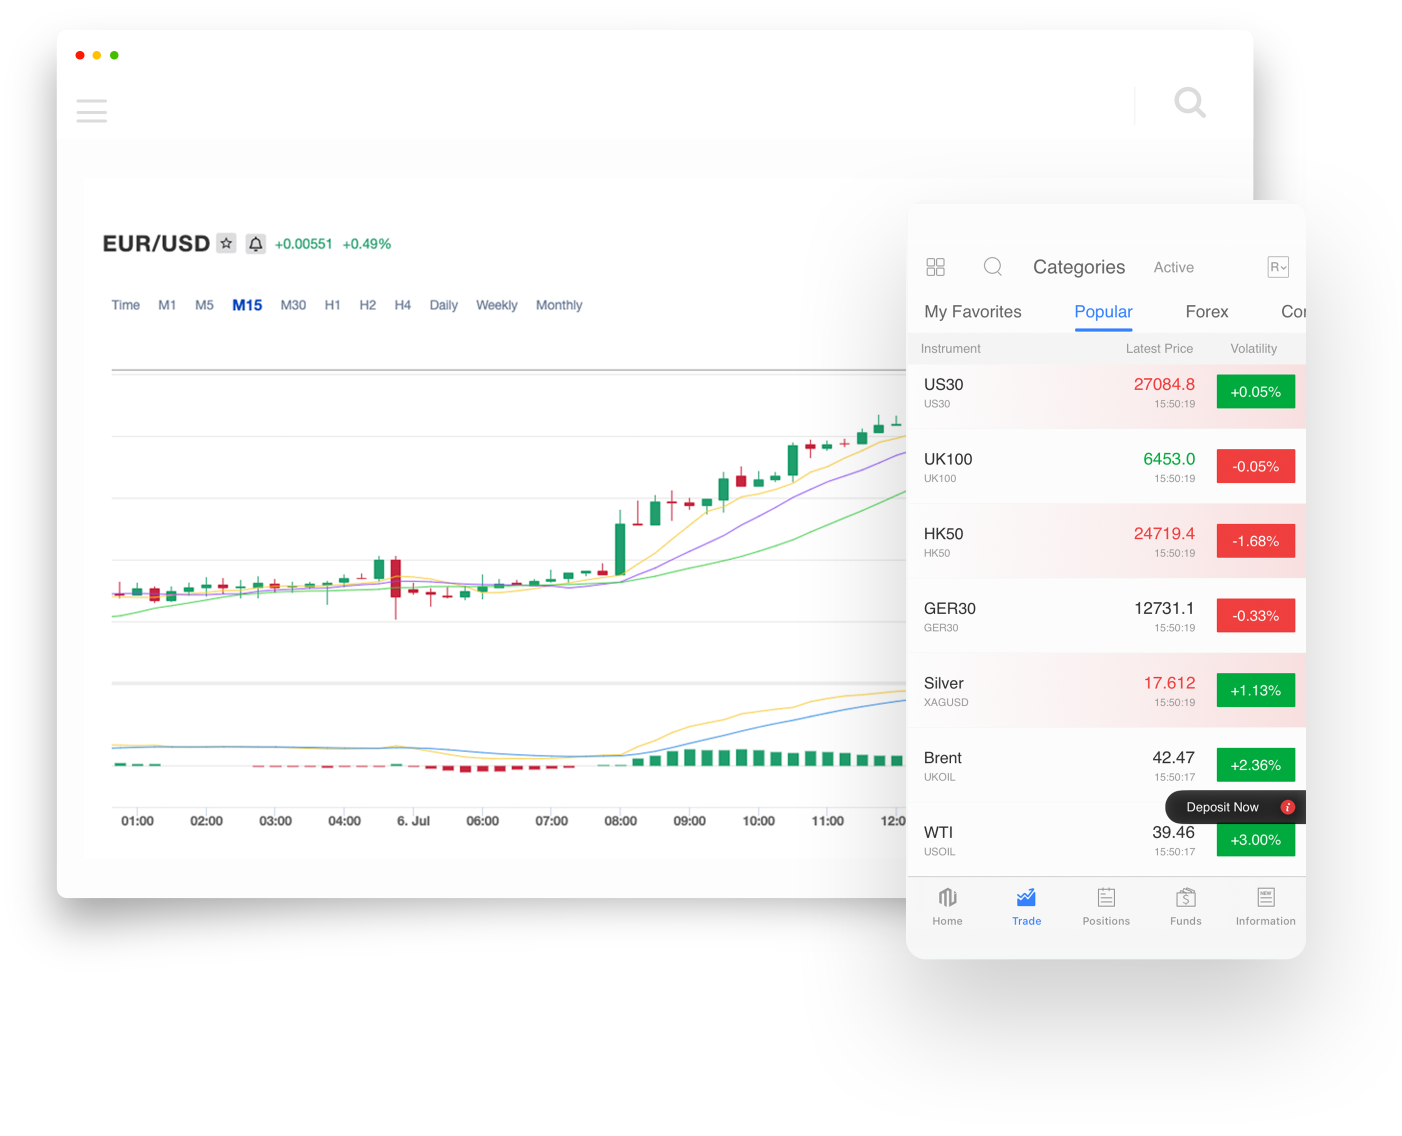 EUR/USD +0.00551 +0.49%
Time M1 M5 M15 M30 H1 H2 H4 Daily Weekly Monthly
01:00 02:00 03:00 04:00 6. Jul 06:00 07:00 08:00 09:00 10:00 11:00 12:0
Categories Active R
My Favorites Popular Forex Cor
Instrument Latest Price Volatility
US30 27084.8 +0.05%
US30 15:50:19
UK100 6453.0 -0.05%
UK100 15:50:19
HK50 24719.4 -1.68%
HK50 15:50:19
GER30 12731.1 -0.33%
GER30 15:50:19
Silver 17.612 +1.13%
XAGUSD 15:50:19
Brent 42.47 +2.36%
UKOIL 15:50:17
Deposit Now i
WTI 39.46 +3.00%
USOIL 15:50:17
NEW
Home Trade Positions Funds Information